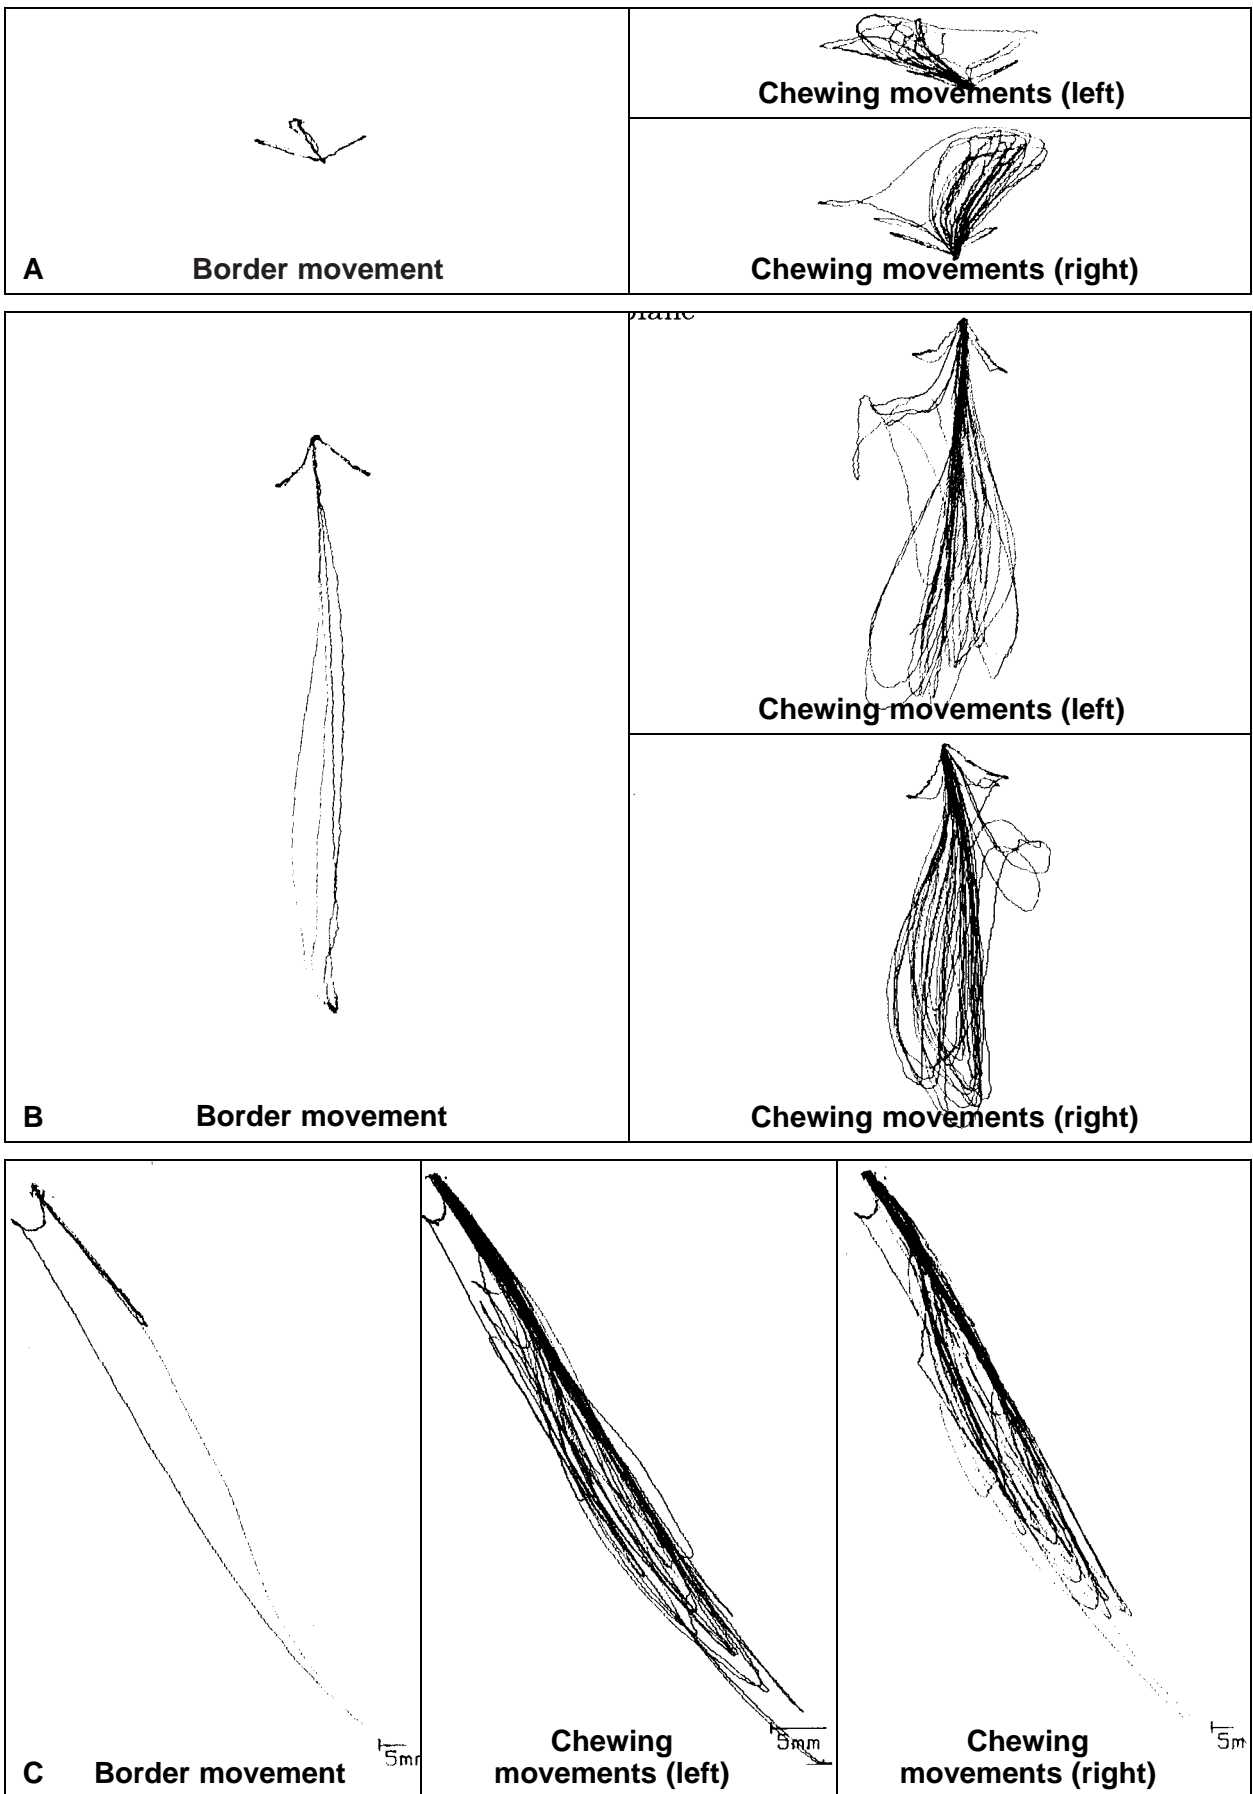 Chewing movements (left)
Chewing movements (right)
A
Border movement
Chewing movements (left)
B
Border movement
Chewing movements (right)
5mm
5m
C
Border movement
Chewing
movements (left)
Chewing
movements (right)